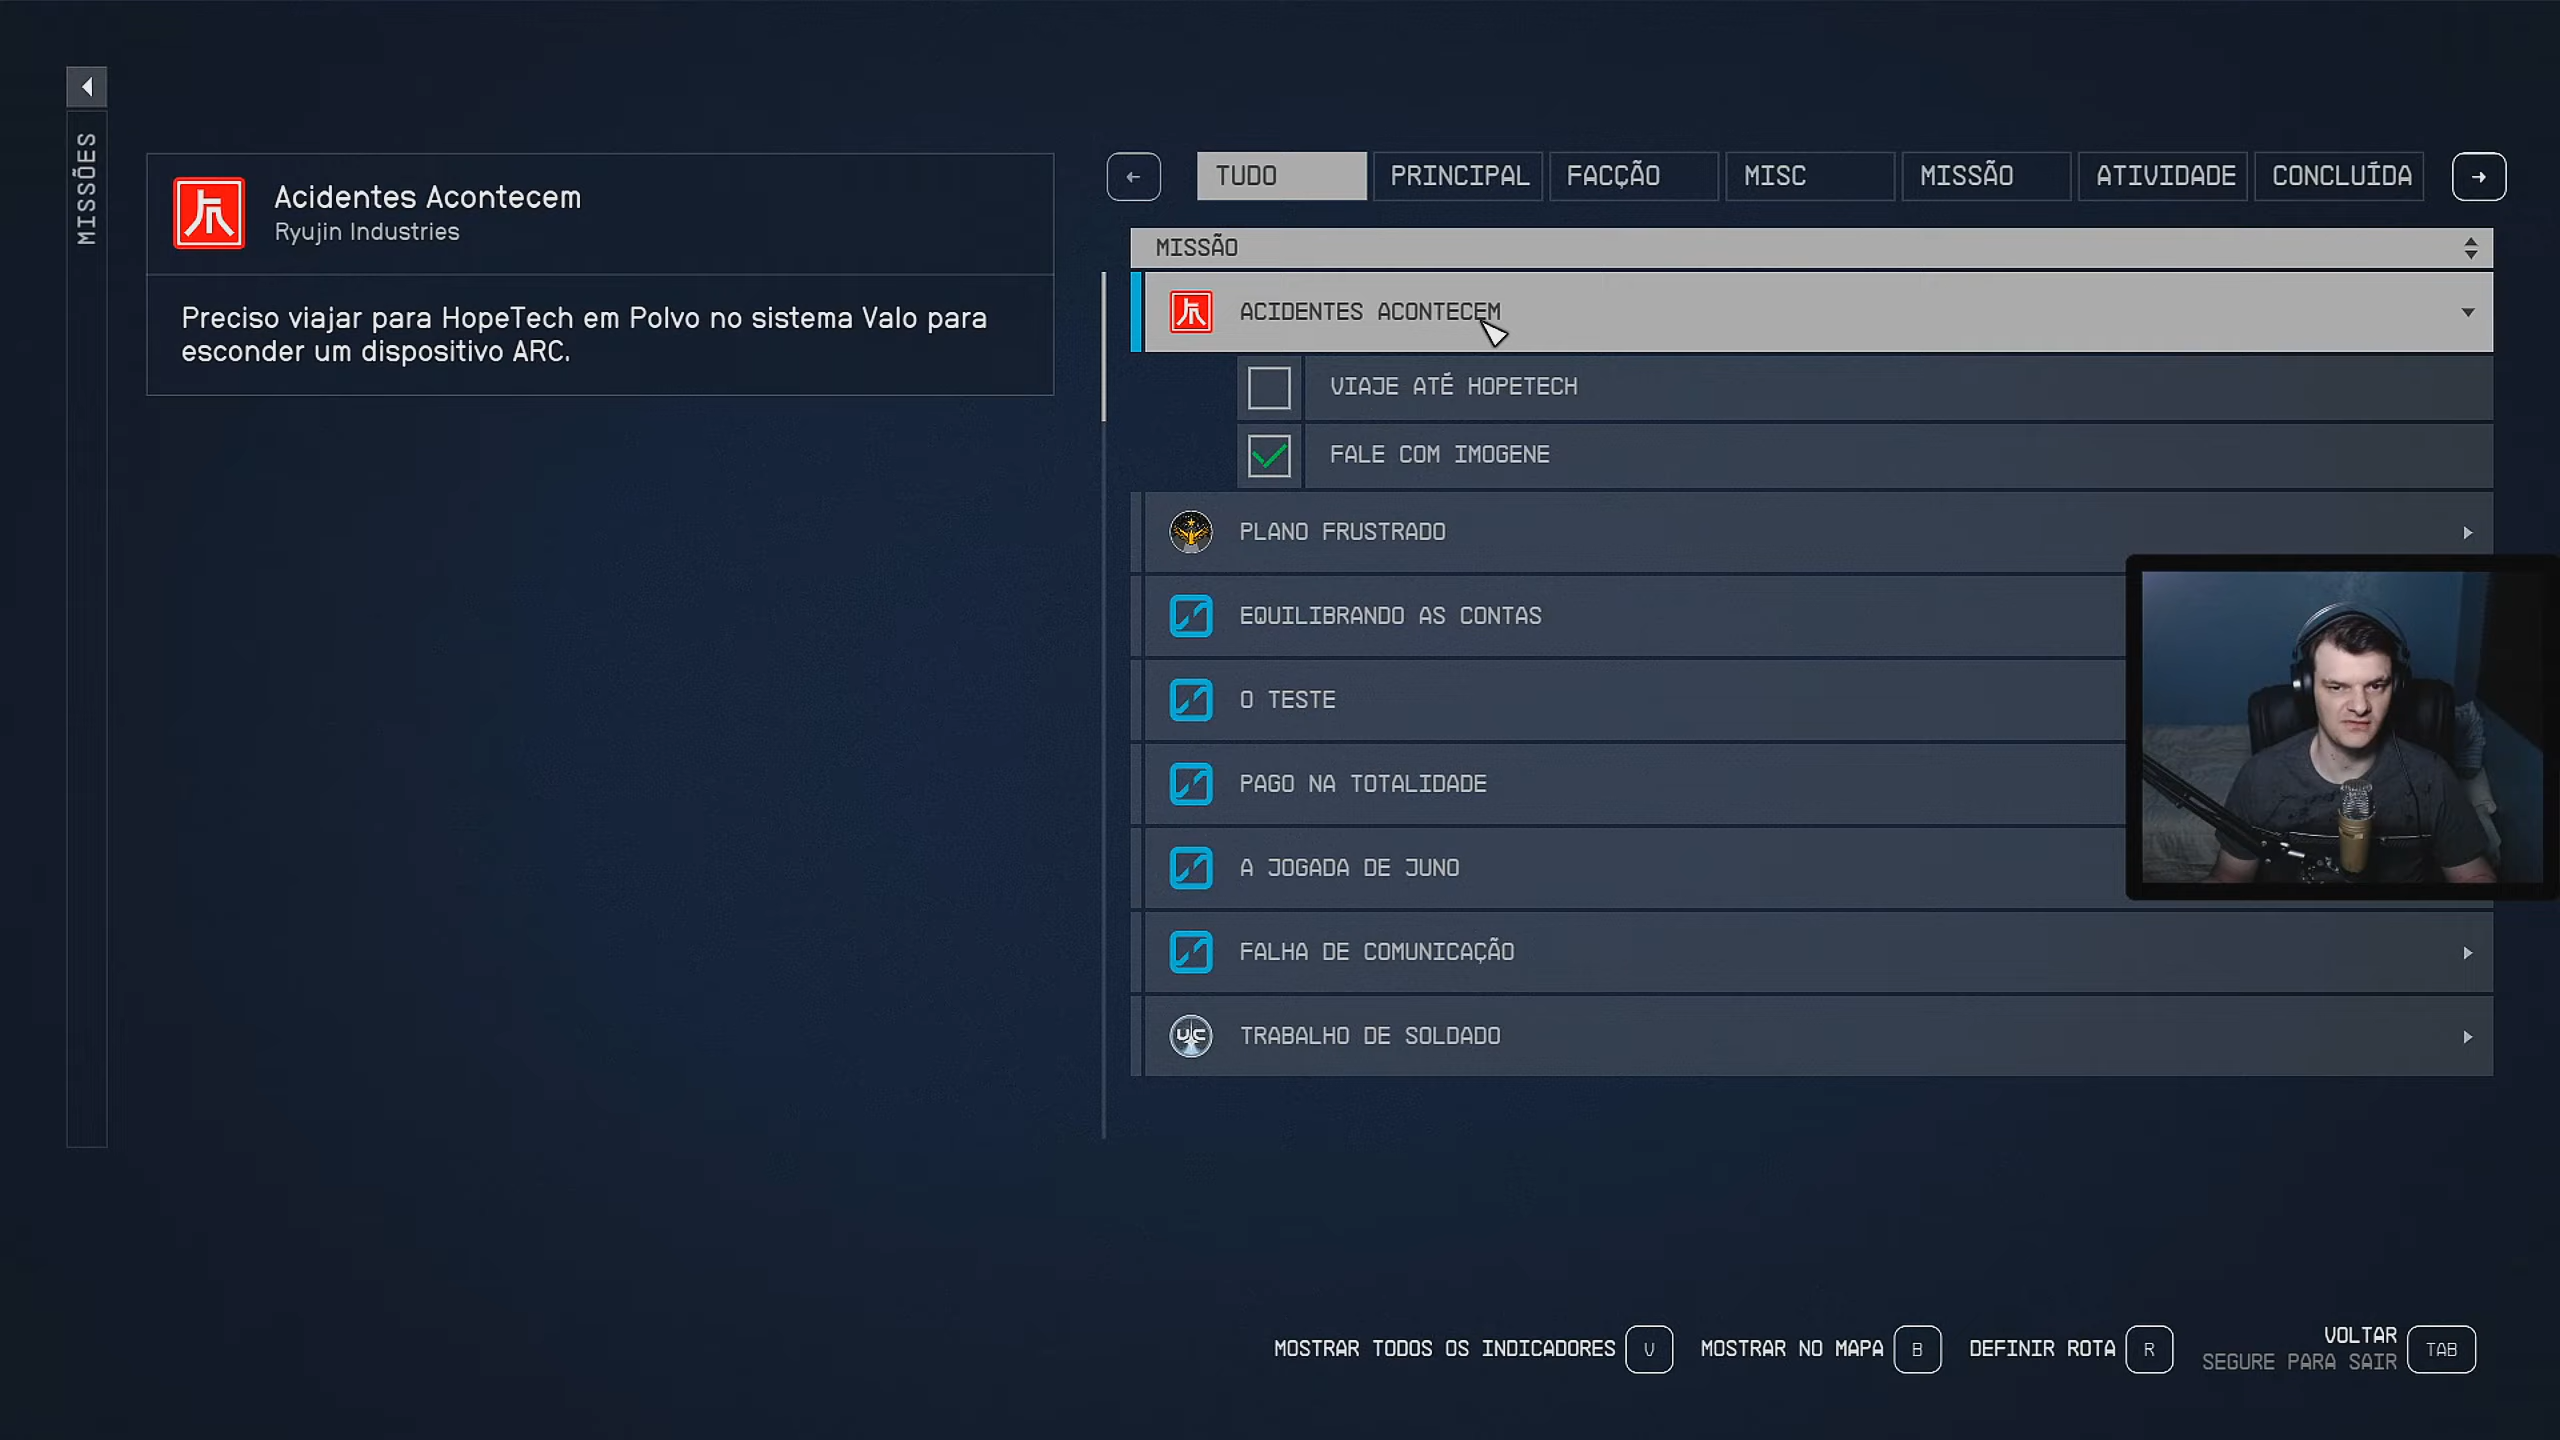 MISSÕES
Acidentes Acontecem
Ryujin Industries
Preciso viajar para HopeTech em Polvo no sistema Valo para
esconder um dispositivo ARC.
TUDO PRINCIPAL FACÇÃO MISC MISSÃO ATIVIDADE CONCLUÍDA
MISSÃO
ACIDENTES ACONTECEM
VIAJE ATÉ HOPETECH
FALE COM IMOGENE
PLANO FRUSTRADO
EQUILIBRANDO AS CONTAS
O TESTE
PAGO NA TOTALIDADE
A JOGADA DE JUNO
FALHA DE COMUNICAÇÃO
UC TRABALHO DE SOLDADO
MOSTRAR TODOS OS INDICADORES V MOSTRAR NO MAPA B DEFINIR ROTA R VOLTAR TAB
SEGURE PARA SAIR